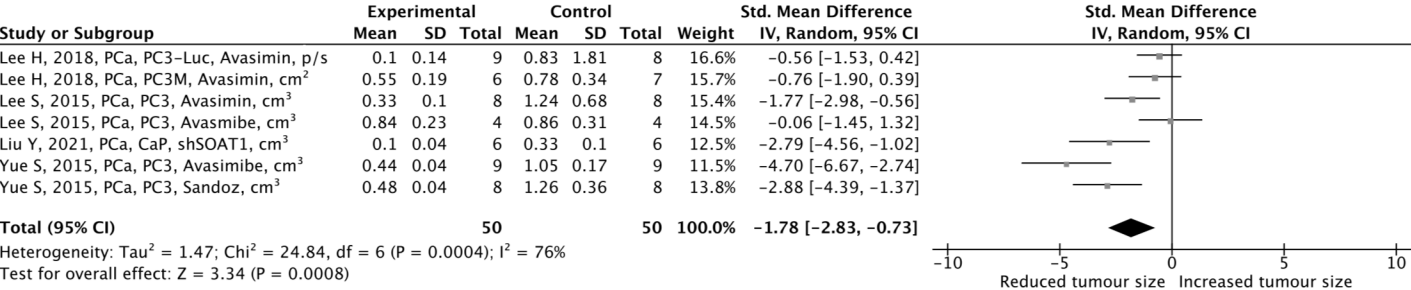 Experimental Control Std. Mean Difference Std. Mean Difference
Study or Subgroup Mean SD Total Mean SD Total Weight IV, Random, 95% CI IV, Random, 95% CI
Lee H, 2018, PCa, PC3-Luc, Avasimin, p/s 0.1 0.14 9 0.83 1.81 8 16.6% -0.56 [-1.53, 0.42]
Lee H, 2018, PCa, PC3M, Avasimin, cm² 0.55 0.19 6 0.78 0.34 7 15.7% -0.76 [-1.90, 0.39]
Lee S, 2015, PCa, PC3, Avasimin, cm³ 0.33 0.1 8 1.24 0.68 8 15.4% -1.77 [-2.98, -0.56]
Lee S, 2015, PCa, PC3, Avasmibe, cm³ 0.84 0.23 4 0.86 0.31 4 14.5% -0.06 [-1.45, 1.32]
Liu Y, 2021, PCa, CaP, shSOAT1, cm³ 0.1 0.04 6 0.33 0.1 6 12.5% -2.79 [-4.56, -1.02]
Yue S, 2015, PCa, PC3, Avasimibe, cm³ 0.44 0.04 9 1.05 0.17 9 11.5% -4.70 [-6.67, -2.74]
Yue S, 2015, PCa, PC3, Sandoz, cm³ 0.48 0.04 8 1.26 0.36 8 13.8% -2.88 [-4.39, -1.37]
Total (95% CI) 50 50 100.0% -1.78 [-2.83, -0.73]
Heterogeneity: Tau² = 1.47; Chi² = 24.84, df = 6 (P = 0.0004); I² = 76%
Test for overall effect: Z = 3.34 (P = 0.0008)
-10 -5 0 5 10
Reduced tumour size Increased tumour size